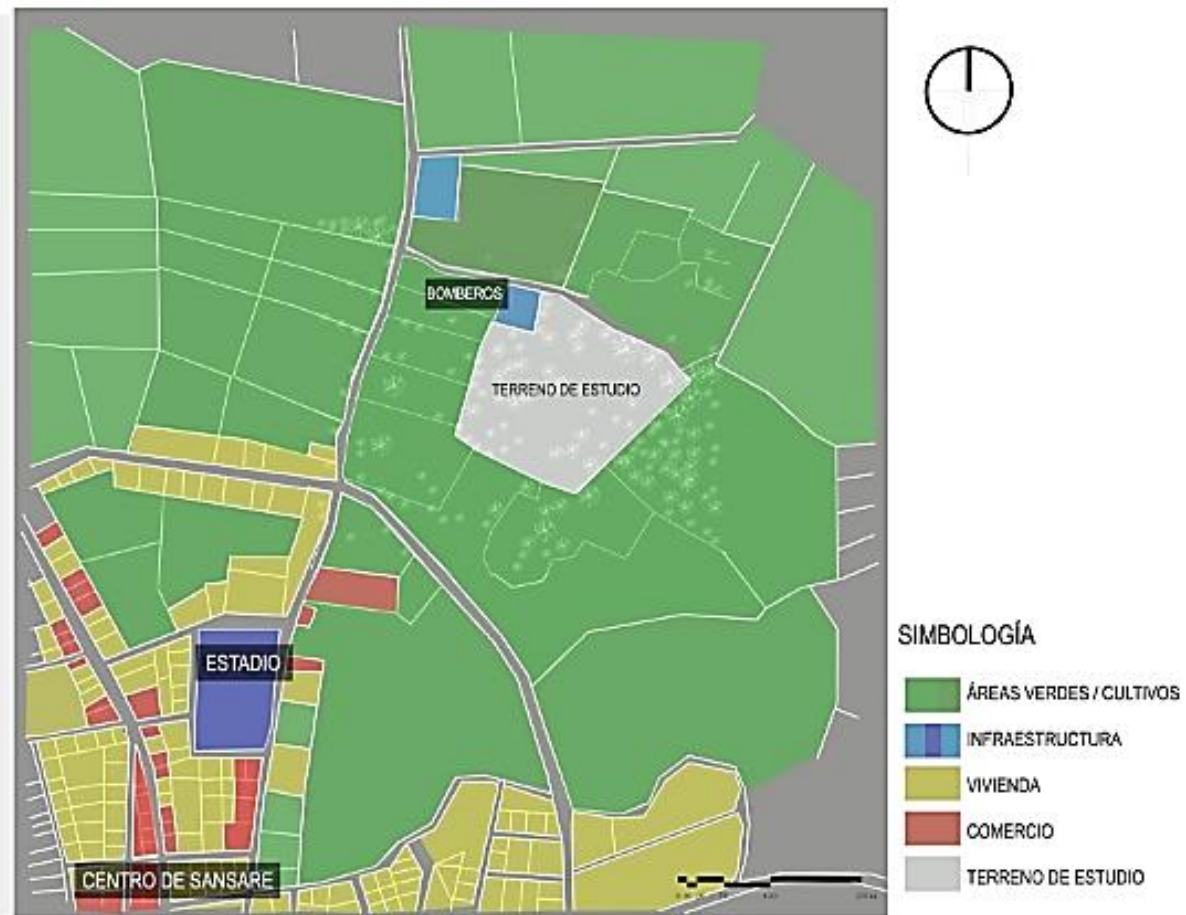 BOMBEROS
TERRENO DE ESTUDIO
ESTADIO
CENTRO DE SANSARE
SIMBOLOGÍA
ÁREAS VERDES / CULTIVOS
INFRAESTRUCTURA
VIVIENDA
COMERCIO
TERRENO DE ESTUDIO